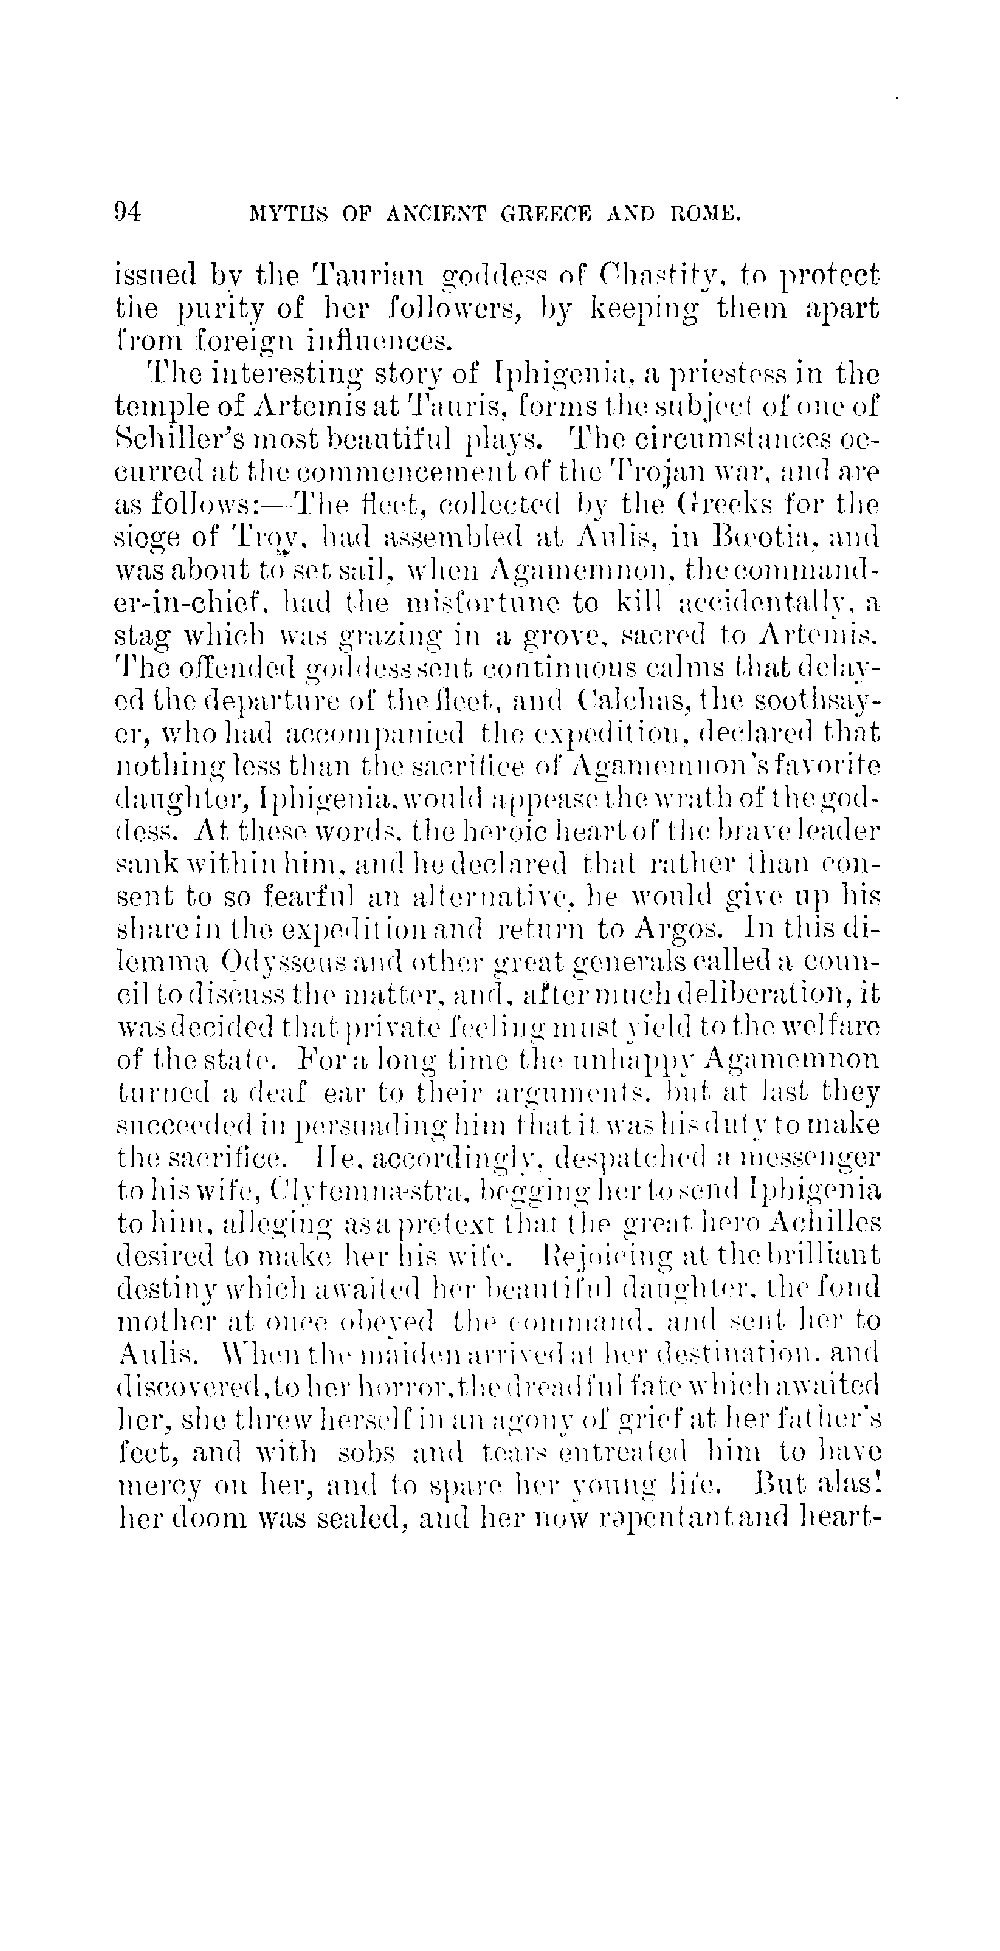 94 MYTHS OF ANCIENT GREECE AND ROME.
issued by the Taurian goddess of Chastity, to protect
the purity of her followers, by keeping them apart
from foreign influences.
The interesting story of Iphigenia, a priestess in the
temple of Artemis at Tauris, forms the subject of one of
Schiller's most beautiful plays. The circumstances oc-
curred at the commencement of the Trojan war, and are
as follows:—The fleet, collected by the Greeks for the
siege of Troy, had assembled at Aulis, in Bœotia, and
was about to set sail, when Agamemnon, the command-
er-in-chief, had the misfortune to kill accidentally, a
stag which was grazing in a grove, sacred to Artemis.
The offended goddess sent continuous calms that delay-
ed the departure of the fleet, and Calchas, the soothsay-
er, who had accompanied the expedition, declared that
nothing less than the sacrifice of Agamemnon's favorite
daughter, Iphigenia, would appease the wrath of the god-
dess. At these words, the heroic heart of the brave leader
sank within him, and he declared that rather than con-
sent to so fearful an alternative, he would give up his
share in the expedition and return to Argos. In this di-
lemma Odysseus and other great generals called a coun-
cil to discuss the matter, and, after much deliberation, it
was decided that private feeling must yield to the welfare
of the state. For a long time the unhappy Agamemnon
turned a deaf ear to their arguments, but at last they
succeeded in persuading him that it was his duty to make
the sacrifice. He, accordingly, despatched a messenger
to his wife, Clytemnæstra, begging her to send Iphigenia
to him, alleging as a pretext that the great hero Achilles
desired to make her his wife. Rejoicing at the brilliant
destiny which awaited her beautiful daughter, the fond
mother at once obeyed the command, and sent her to
Aulis. When the maiden arrived at her destination, and
discovered, to her horror, the dreadful fate which awaited
her, she threw herself in an agony of grief at her father's
feet, and with sobs and tears entreated him to have
mercy on her, and to spare her young life. But alas!
her doom was sealed, and her now rapentant and heart-